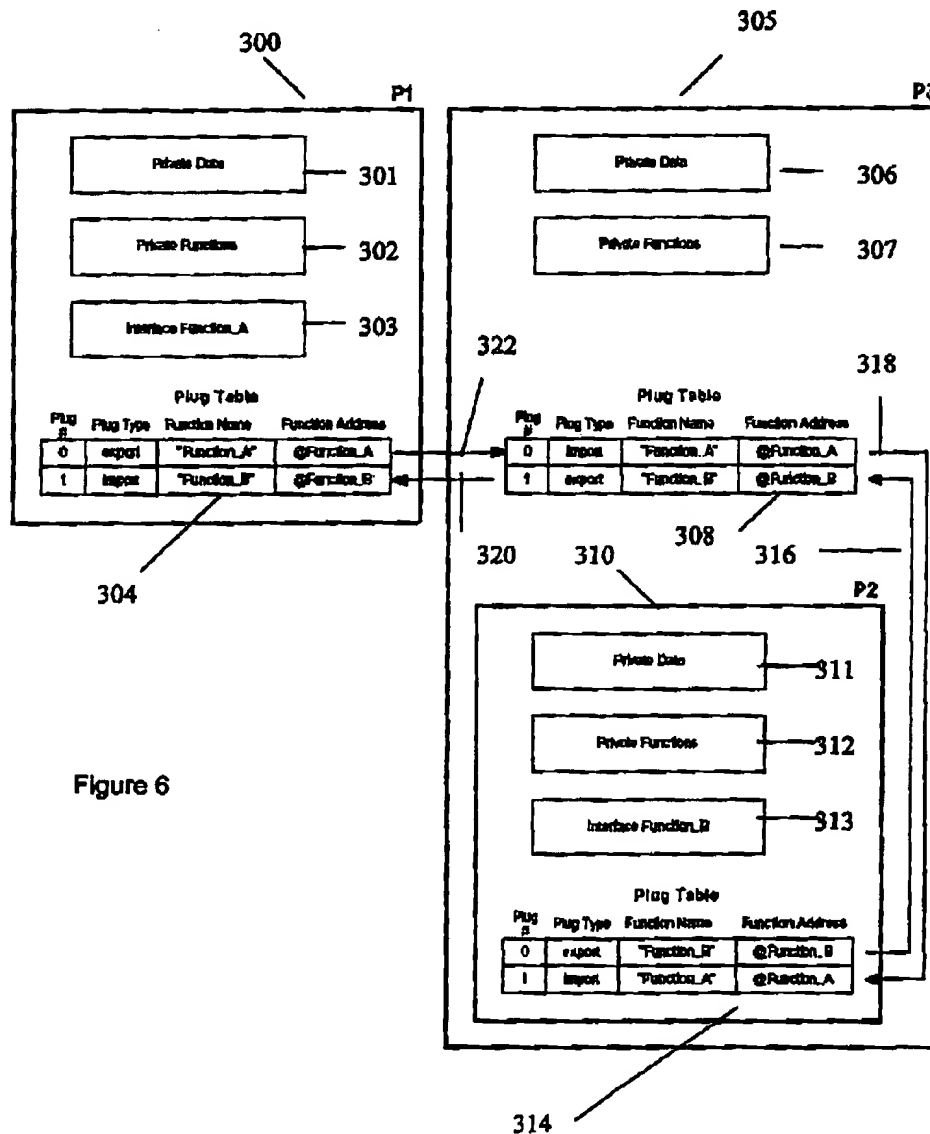 300
305
P1
P3
Private Data
301
Private Functions
302
Interface Function_A
303
Plug Table
Plug # Plug Type Function Name Function Address
0 export "Function_A" @Function_A
1 import "Function_B" @Function_B
304
Private Data
306
Private Functions
307
322
318
Plug Table
Plug # Plug Type Function Name Function Address
0 import "Function_A" @Function_A
1 export "Function_B" @Function_B
308
320
310
316
P2
Private Data
311
Private Functions
312
Interface Function_B
313
Plug Table
Plug # Plug Type Function Name Function Address
0 export "Function_B" @Function_B
1 import "Function_A" @Function_A
314
Figure 6